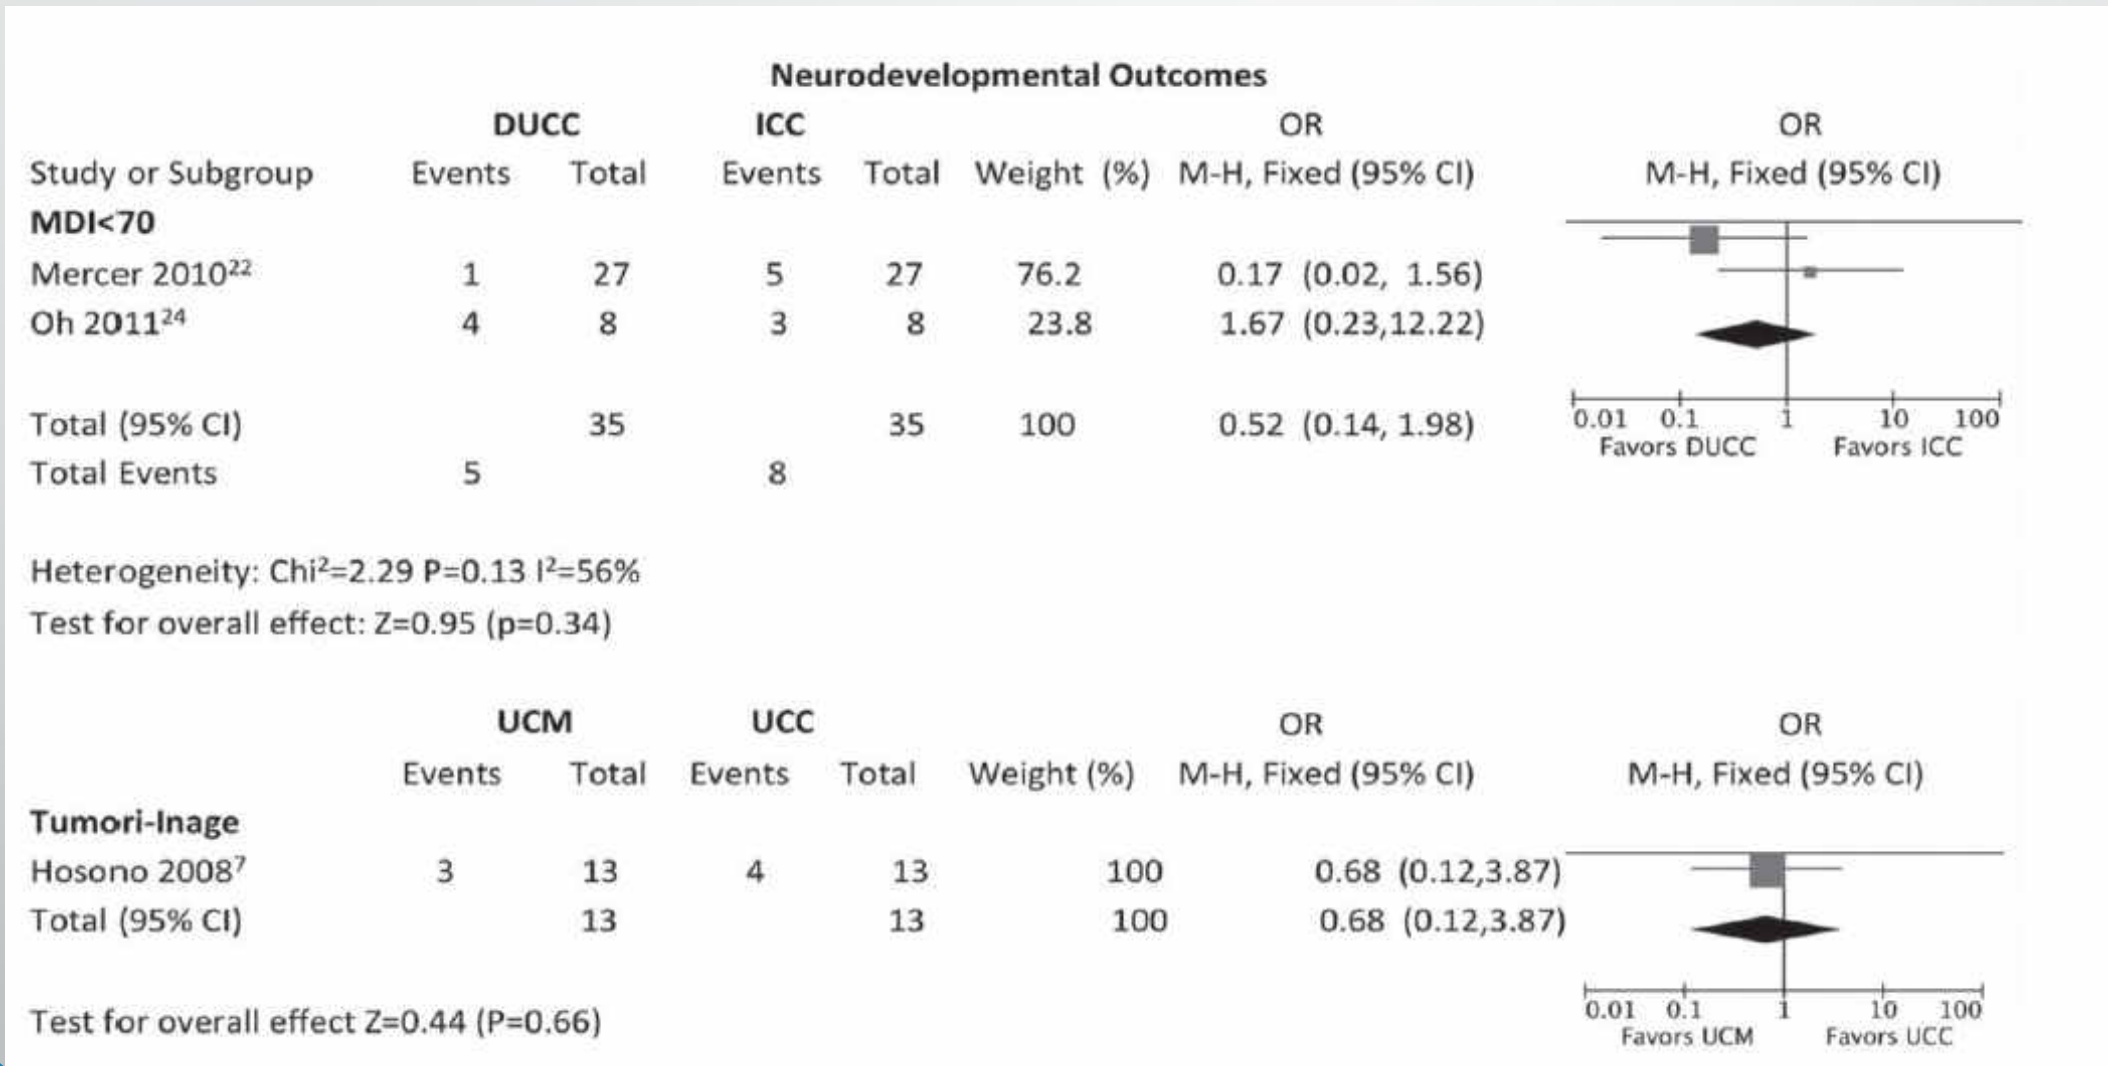 Neurodevelopmental Outcomes
DUCC ICC OR OR
Study or Subgroup Events Total Events Total Weight (%) M-H, Fixed (95% CI) M-H, Fixed (95% CI)
MDI<70
Mercer 2010²² 1 27 5 27 76.2 0.17 (0.02, 1.56)
Oh 2011²⁴ 4 8 3 8 23.8 1.67 (0.23,12.22)
Total (95% CI) 35 35 100 0.52 (0.14, 1.98)
0.01 0.1 1 10 100
Favors DUCC Favors ICC
Total Events 5 8
Heterogeneity: Chi²=2.29 P=0.13 I²=56%
Test for overall effect: Z=0.95 (p=0.34)
UCM UCC OR OR
Events Total Events Total Weight (%) M-H, Fixed (95% CI) M-H, Fixed (95% CI)
Tumori-Inage
Hosono 2008⁷ 3 13 4 13 100 0.68 (0.12,3.87)
Total (95% CI) 13 13 100 0.68 (0.12,3.87)
0.01 0.1 1 10 100
Test for overall effect Z=0.44 (P=0.66)
Favors UCM Favors UCC